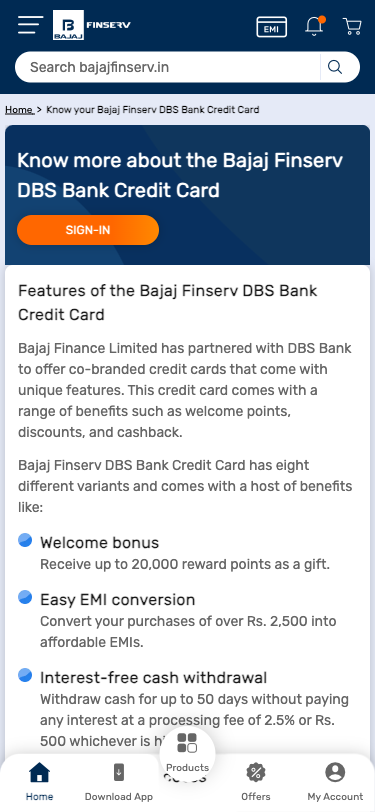 BAJAJ
FINSERV
EMI
Search bajajfinserv.in
Home > Know your Bajaj Finserv DBS Bank Credit Card
Know more about the Bajaj Finserv
DBS Bank Credit Card
SIGN-IN
Features of the Bajaj Finserv DBS Bank
Credit Card
Bajaj Finance Limited has partnered with DBS Bank
to offer co-branded credit cards that come with
unique features. This credit card comes with a
range of benefits such as welcome points,
discounts, and cashback.
Bajaj Finserv DBS Bank Credit Card has eight
different variants and comes with a host of benefits
like:
Welcome bonus
Receive up to 20,000 reward points as a gift.
Easy EMI conversion
Convert your purchases of over Rs. 2,500 into
affordable EMIs.
Interest-free cash withdrawal
Withdraw cash for up to 50 days without paying
any interest at a processing fee of 2.5% or Rs.
500 whichever is
Products
Home
Download App
Offers
My Account